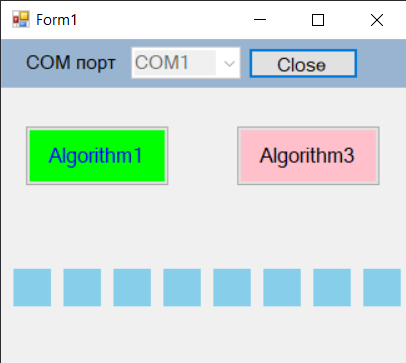 Form1
COM порт COM1 Close
Algorithm1 Algorithm3